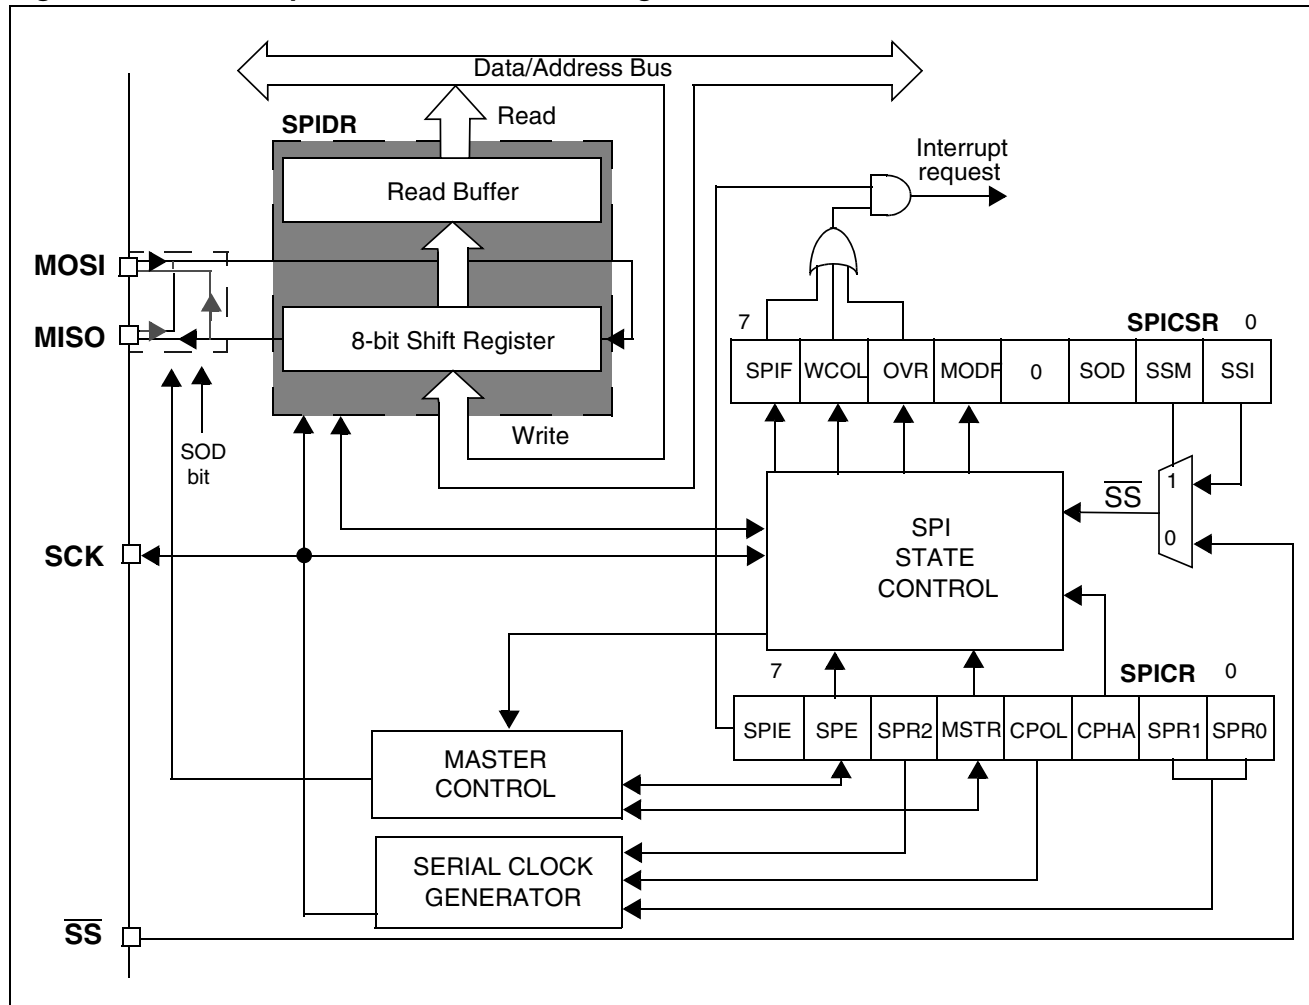 Data/Address Bus
SPIDR
Read
Read Buffer
Interrupt
request
MOSI
MISO
8-bit Shift Register
7
SPICSR
0
SPIF
WCOL
OVR
MODF
0
SOD
SSM
SSI
Write
SOD
bit
SS
1
0
SPI
STATE
CONTROL
SCK
7
SPICR
0
SPIE
SPE
SPR2
MSTR
CPOL
CPHA
SPR1
SPR0
MASTER
CONTROL
SERIAL CLOCK
GENERATOR
SS